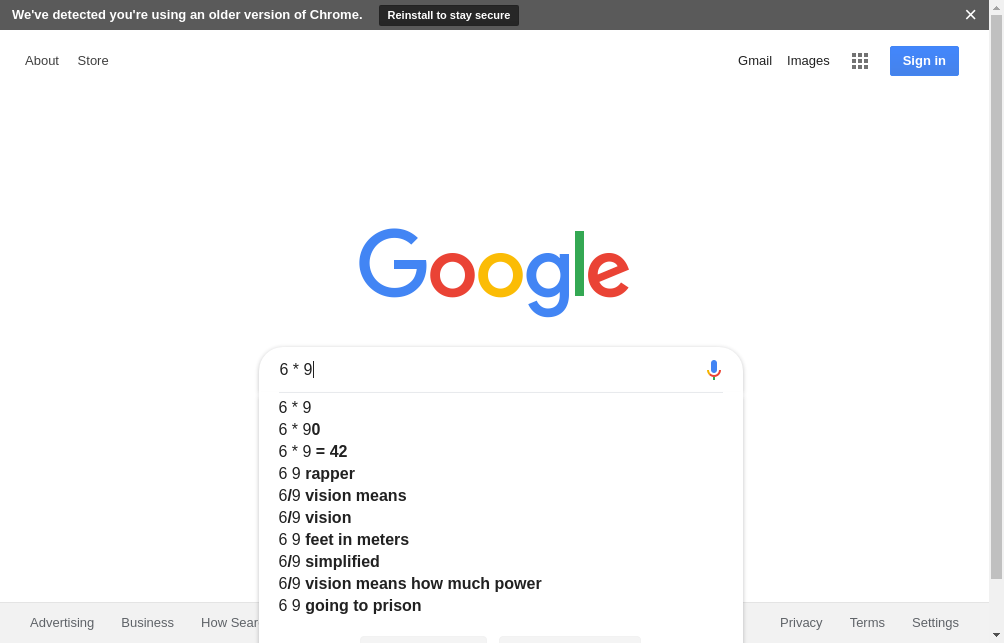 We've detected you're using an older version of Chrome. Reinstall to stay secure
About Store Gmail Images Sign in
Google
6 * 9
6 * 9
6 * 90
6 * 9 = 42
6 9 rapper
6/9 vision means
6/9 vision
6 9 feet in meters
6/9 simplified
6/9 vision means how much power
6 9 going to prison
Advertising Business How Sear Privacy Terms Settings